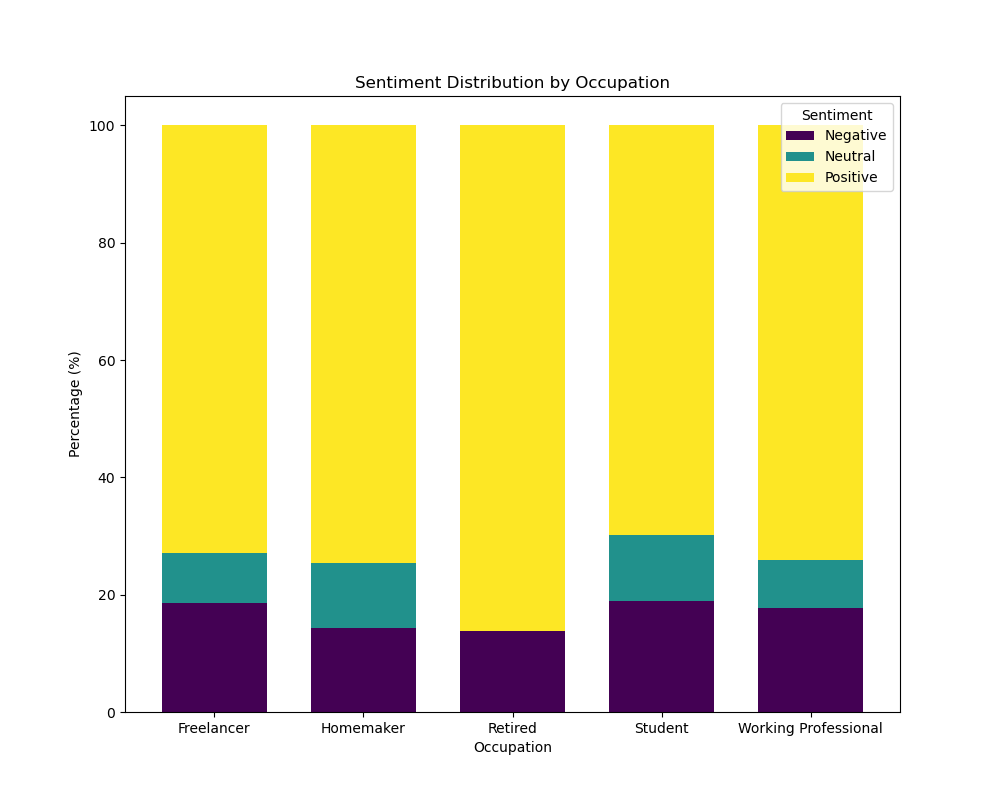 Sentiment Distribution by Occupation
Sentiment
Negative
Neutral
Positive
Percentage (%)
100
80
60
40
20
0
Freelancer Homemaker Retired Student Working Professional
Occupation